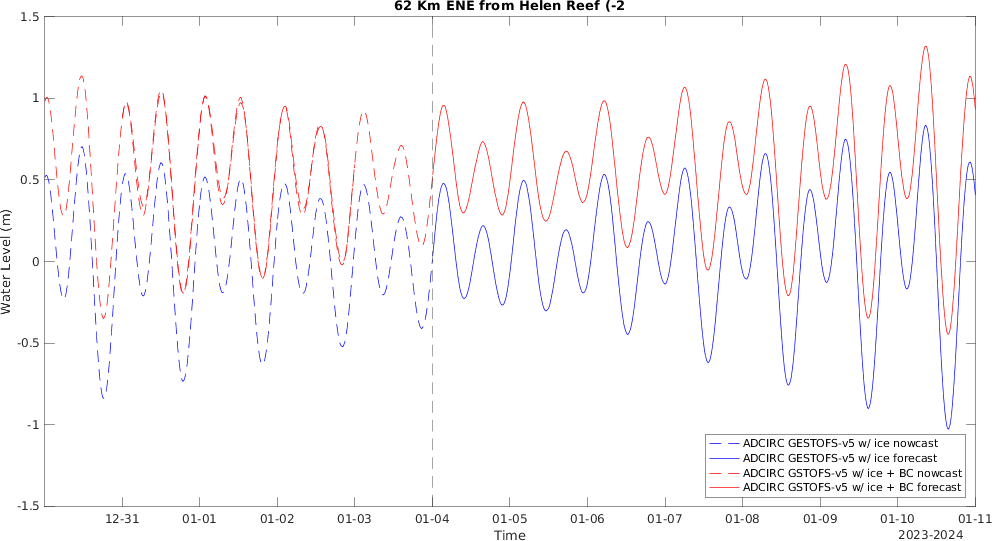 62 Km ENE from Helen Reef (-2
1.5
1
0.5
0
-0.5
-1
-1.5
Water Level (m)
ADCIRC GESTOFS-v5 w/ ice nowcast
ADCIRC GESTOFS-v5 w/ ice forecast
ADCIRC GSTOFS-v5 w/ ice + BC nowcast
ADCIRC GSTOFS-v5 w/ ice + BC forecast
12-31 01-01 01-02 01-03 01-04 01-05 01-06 01-07 01-08 01-09 01-10 01-11
Time
2023-2024